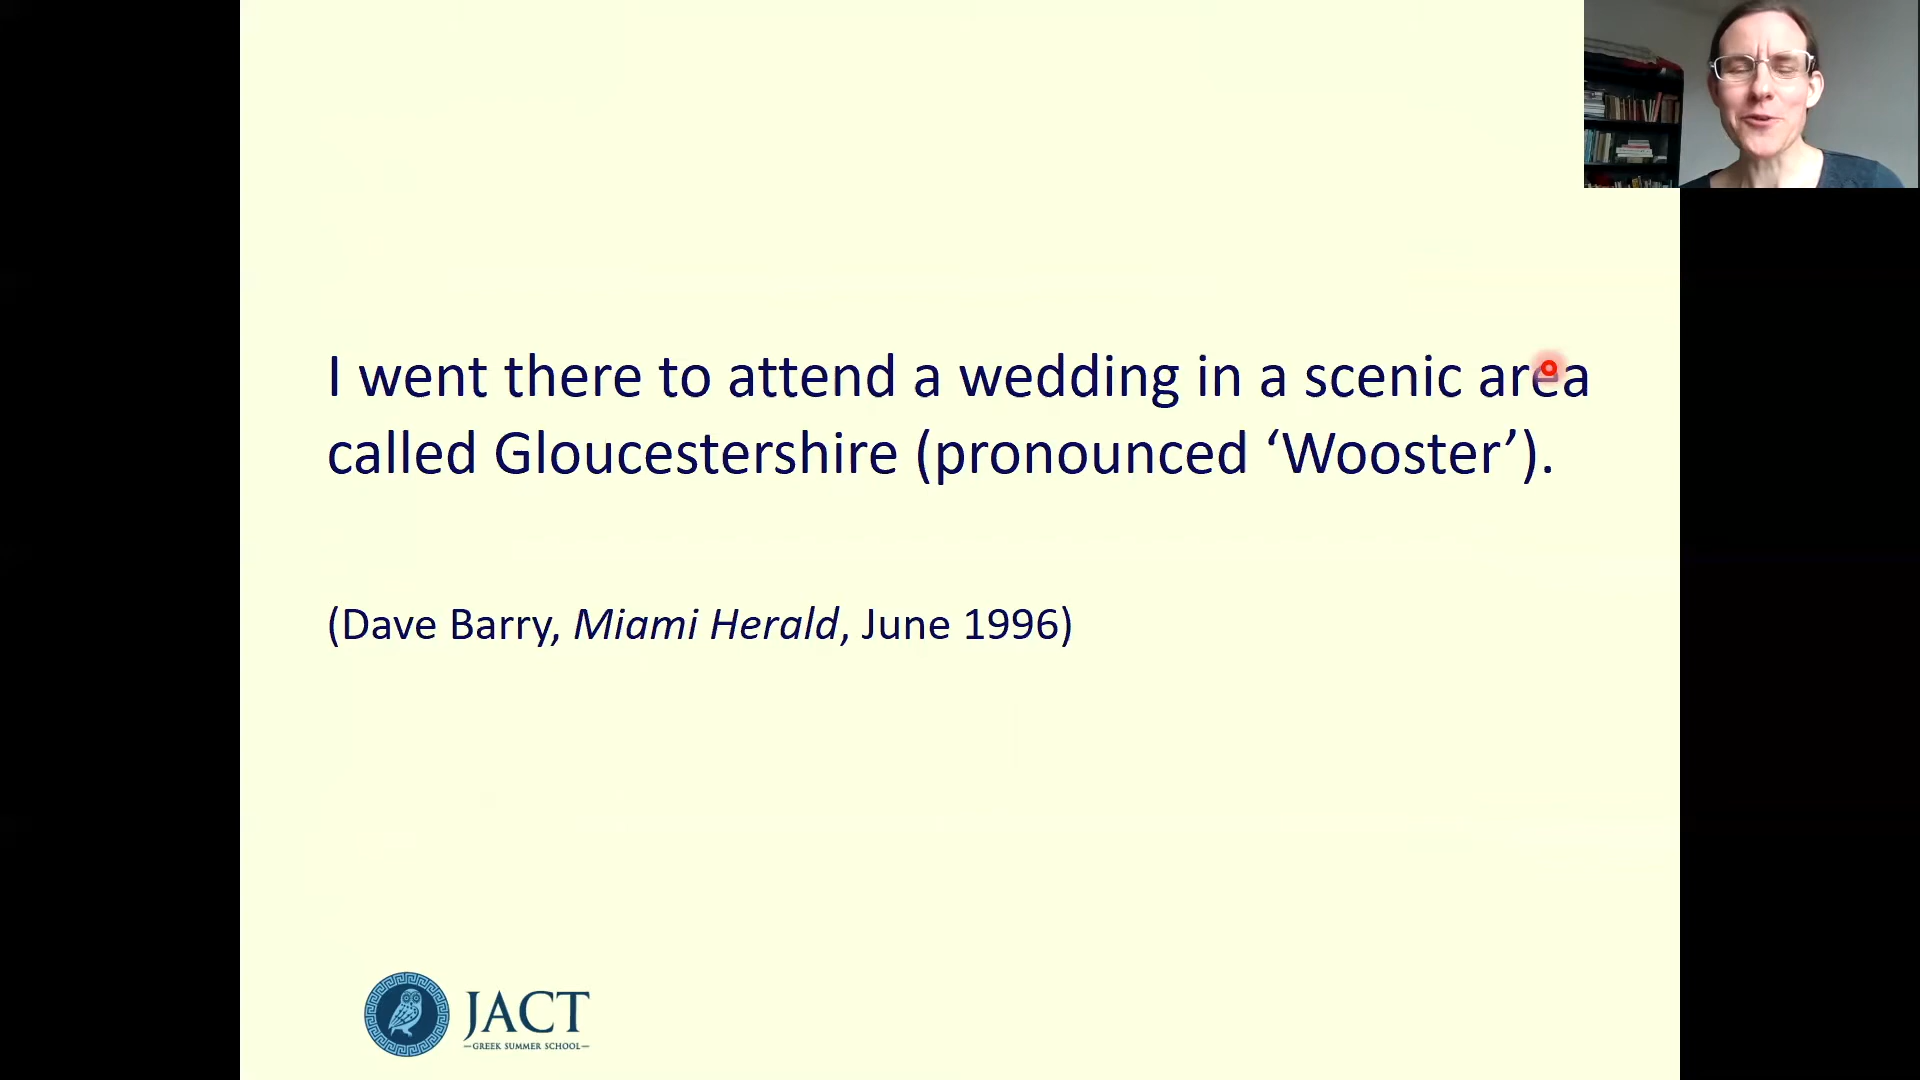 I went there to attend a wedding in a scenic area
called Gloucestershire (pronounced ‘Wooster’).
(Dave Barry, Miami Herald, June 1996)
JACT
—GREEK SUMMER SCHOOL—